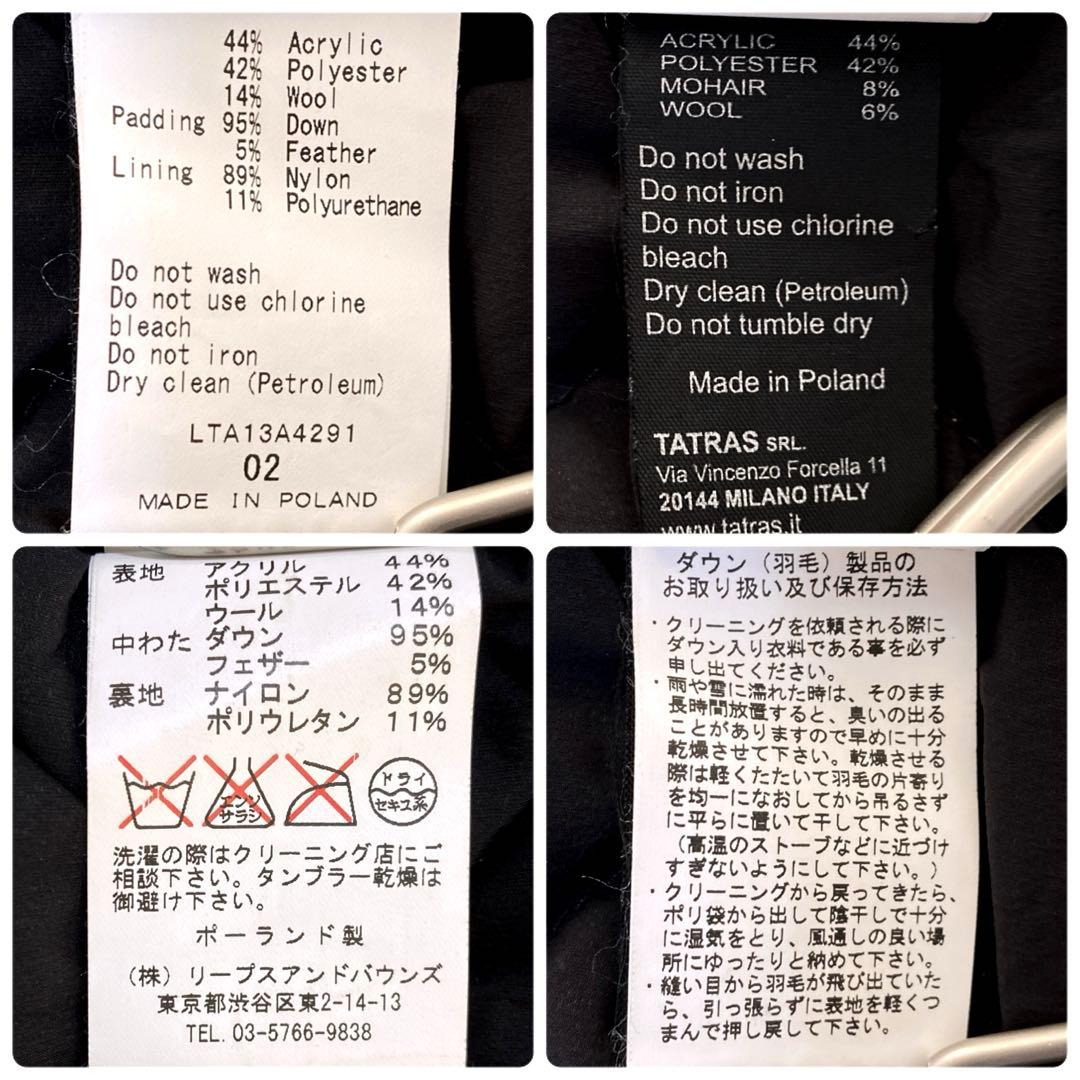 44% Acrylic
42% Polyester
14% Wool
Padding 95% Down
5% Feather
Lining 89% Nylon
11% Polyurethane
Do not wash
Do not use chlorine
bleach
Do not iron
Dry clean (Petroleum)
LTA13A4291
02
MADE IN POLAND
ACRYLIC 44%
POLYESTER 42%
MOHAIR 8%
WOOL 6%
Do not wash
Do not iron
Do not use chlorine
bleach
Dry clean (Petroleum)
Do not tumble dry
Made in Poland
TATRAS SRL.
Via Vincenzo Forcella 11
20144 MILANO ITALY
www.tatras.it
表地 アクリル 44%
ポリエステル 42%
ウール 14%
中わた ダウン 95%
フェザー 5%
裏地 ナイロン 89%
ポリウレタン 11%
エンソ
サラシ
ドライ
セキユ系
洗濯の際はクリーニング店にご
相談下さい。タンブラー乾燥は
御避け下さい。
ポーランド製
(株) リープスアンドバウンズ
東京都渋谷区東2-14-13
TEL. 03-5766-9838
ダウン (羽毛) 製品の
お取り扱い及び保存方法
・クリーニングを依頼される際に
ダウン入り衣料である事を必ず
申し出てください。
・雨や雪に濡れた時は、そのまま
長時間放置すると、臭いの出る
ことがありますので早めに十分
乾燥させて下さい。乾燥させる
際は軽くたたいて羽毛の片寄り
を均一になおしてから吊るさず
に平らに置いて干して下さい。
(高温のストーブなどに近づけ
すぎないようにして下さい。)
・クリーニングから戻ってきたら、
ポリ袋から出して陰干しで十分
に湿気をとり、風通しの良い場
所にゆったりと納めて下さい。
・縫い目から羽毛が飛び出ていた
ら、引っ張らずに表地を軽くつ
まんで押し戻して下さい。